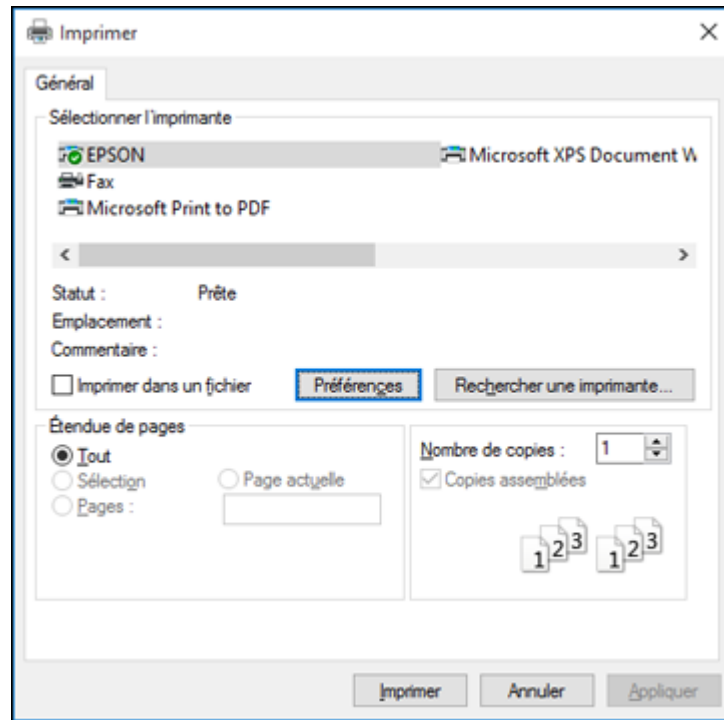 Imprimer
Général
Sélectionner l'imprimante
EPSON
Microsoft XPS Document W
Fax
Microsoft Print to PDF
Statut : Prête
Emplacement :
Commentaire :
Imprimer dans un fichier
Préférences
Rechercher une imprimante...
Étendue de pages
Tout
Sélection
Page actuelle
Pages :
Nombre de copies : 1
Copies assemblées
1 2 3 1 2 3
Imprimer
Annuler
Appliquer